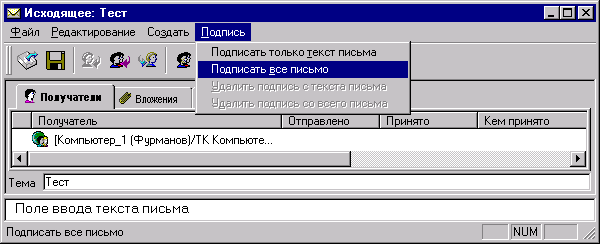 Исходящее: Тест
Файл Редактирование Создать Подпись
Подписать только текст письма
Подписать все письмо
Удалить подпись с текста письма
Удалить подпись со всего письма
Получатели Вложения
Получатель Отправлено Принято Кем принято
[Компьютер_1 (Фурманов)/ТК Компьюте...
Тема Тест
Поле ввода текста письма
Подписать все письмо NUM